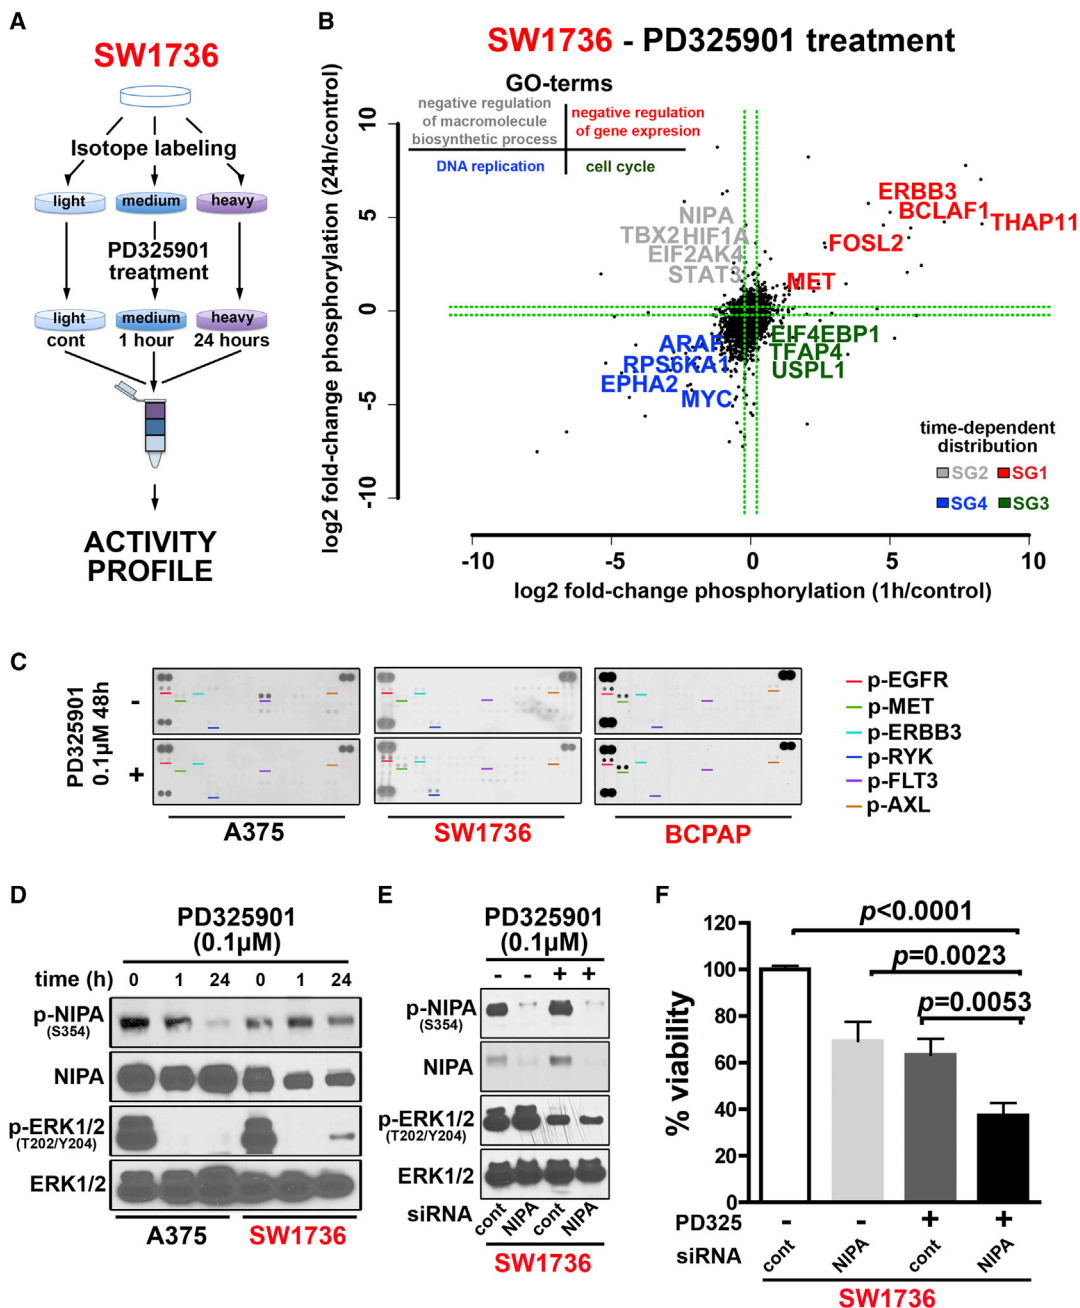 A
SW1736
Isotope labeling
light
medium
heavy
PD325901
treatment
light
medium
heavy
cont
1 hour
24 hours
ACTIVITY
PROFILE
B
SW1736 - PD325901 treatment
GO-terms
negative regulation
of macromolecule
biosynthetic process
negative regulation
of gene expresion
DNA replication
cell cycle
log2 fold-change phosphorylation (24h/control)
10
5
0
-5
-10
NIPA
TBX2 HIF1A
EIF2AK4
STAT3
ERBB3
BCLAF1
THAP11
FOSL2
MET
ARAF
RPS6KA1
EPHA2
MYC
EIF4EBP1
TFAP4
USPL1
time-dependent
distribution
SG2 SG1
SG4 SG3
-10 -5 0 5 10
log2 fold-change phosphorylation (1h/control)
C
PD325901
0.1µM 48h
-
+
A375
SW1736
BCPAP
p-EGFR
p-MET
p-ERBB3
p-RYK
p-FLT3
p-AXL
D
PD325901
(0.1µM)
time (h) 0 1 24 0 1 24
p-NIPA
(S354)
NIPA
p-ERK1/2
(T202/Y204)
ERK1/2
A375
SW1736
E
PD325901
(0.1µM)
- - + +
p-NIPA
(S354)
NIPA
p-ERK1/2
(T202/Y204)
ERK1/2
siRNA cont NIPA cont NIPA
SW1736
F
% viability
120
100
80
60
40
20
0
p<0.0001
p=0.0023
p=0.0053
PD325 - - + +
siRNA cont NIPA cont NIPA
SW1736